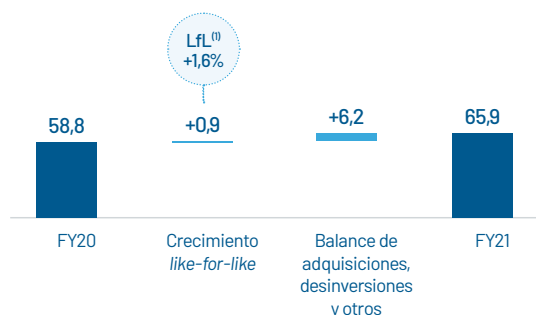 LfL(1)
+1,6%
58,8
+0,9
+6,2
65,9
FY20
Crecimiento
like-for-like
Balance de
adquisiciones,
desinversiones
y otros
FY21